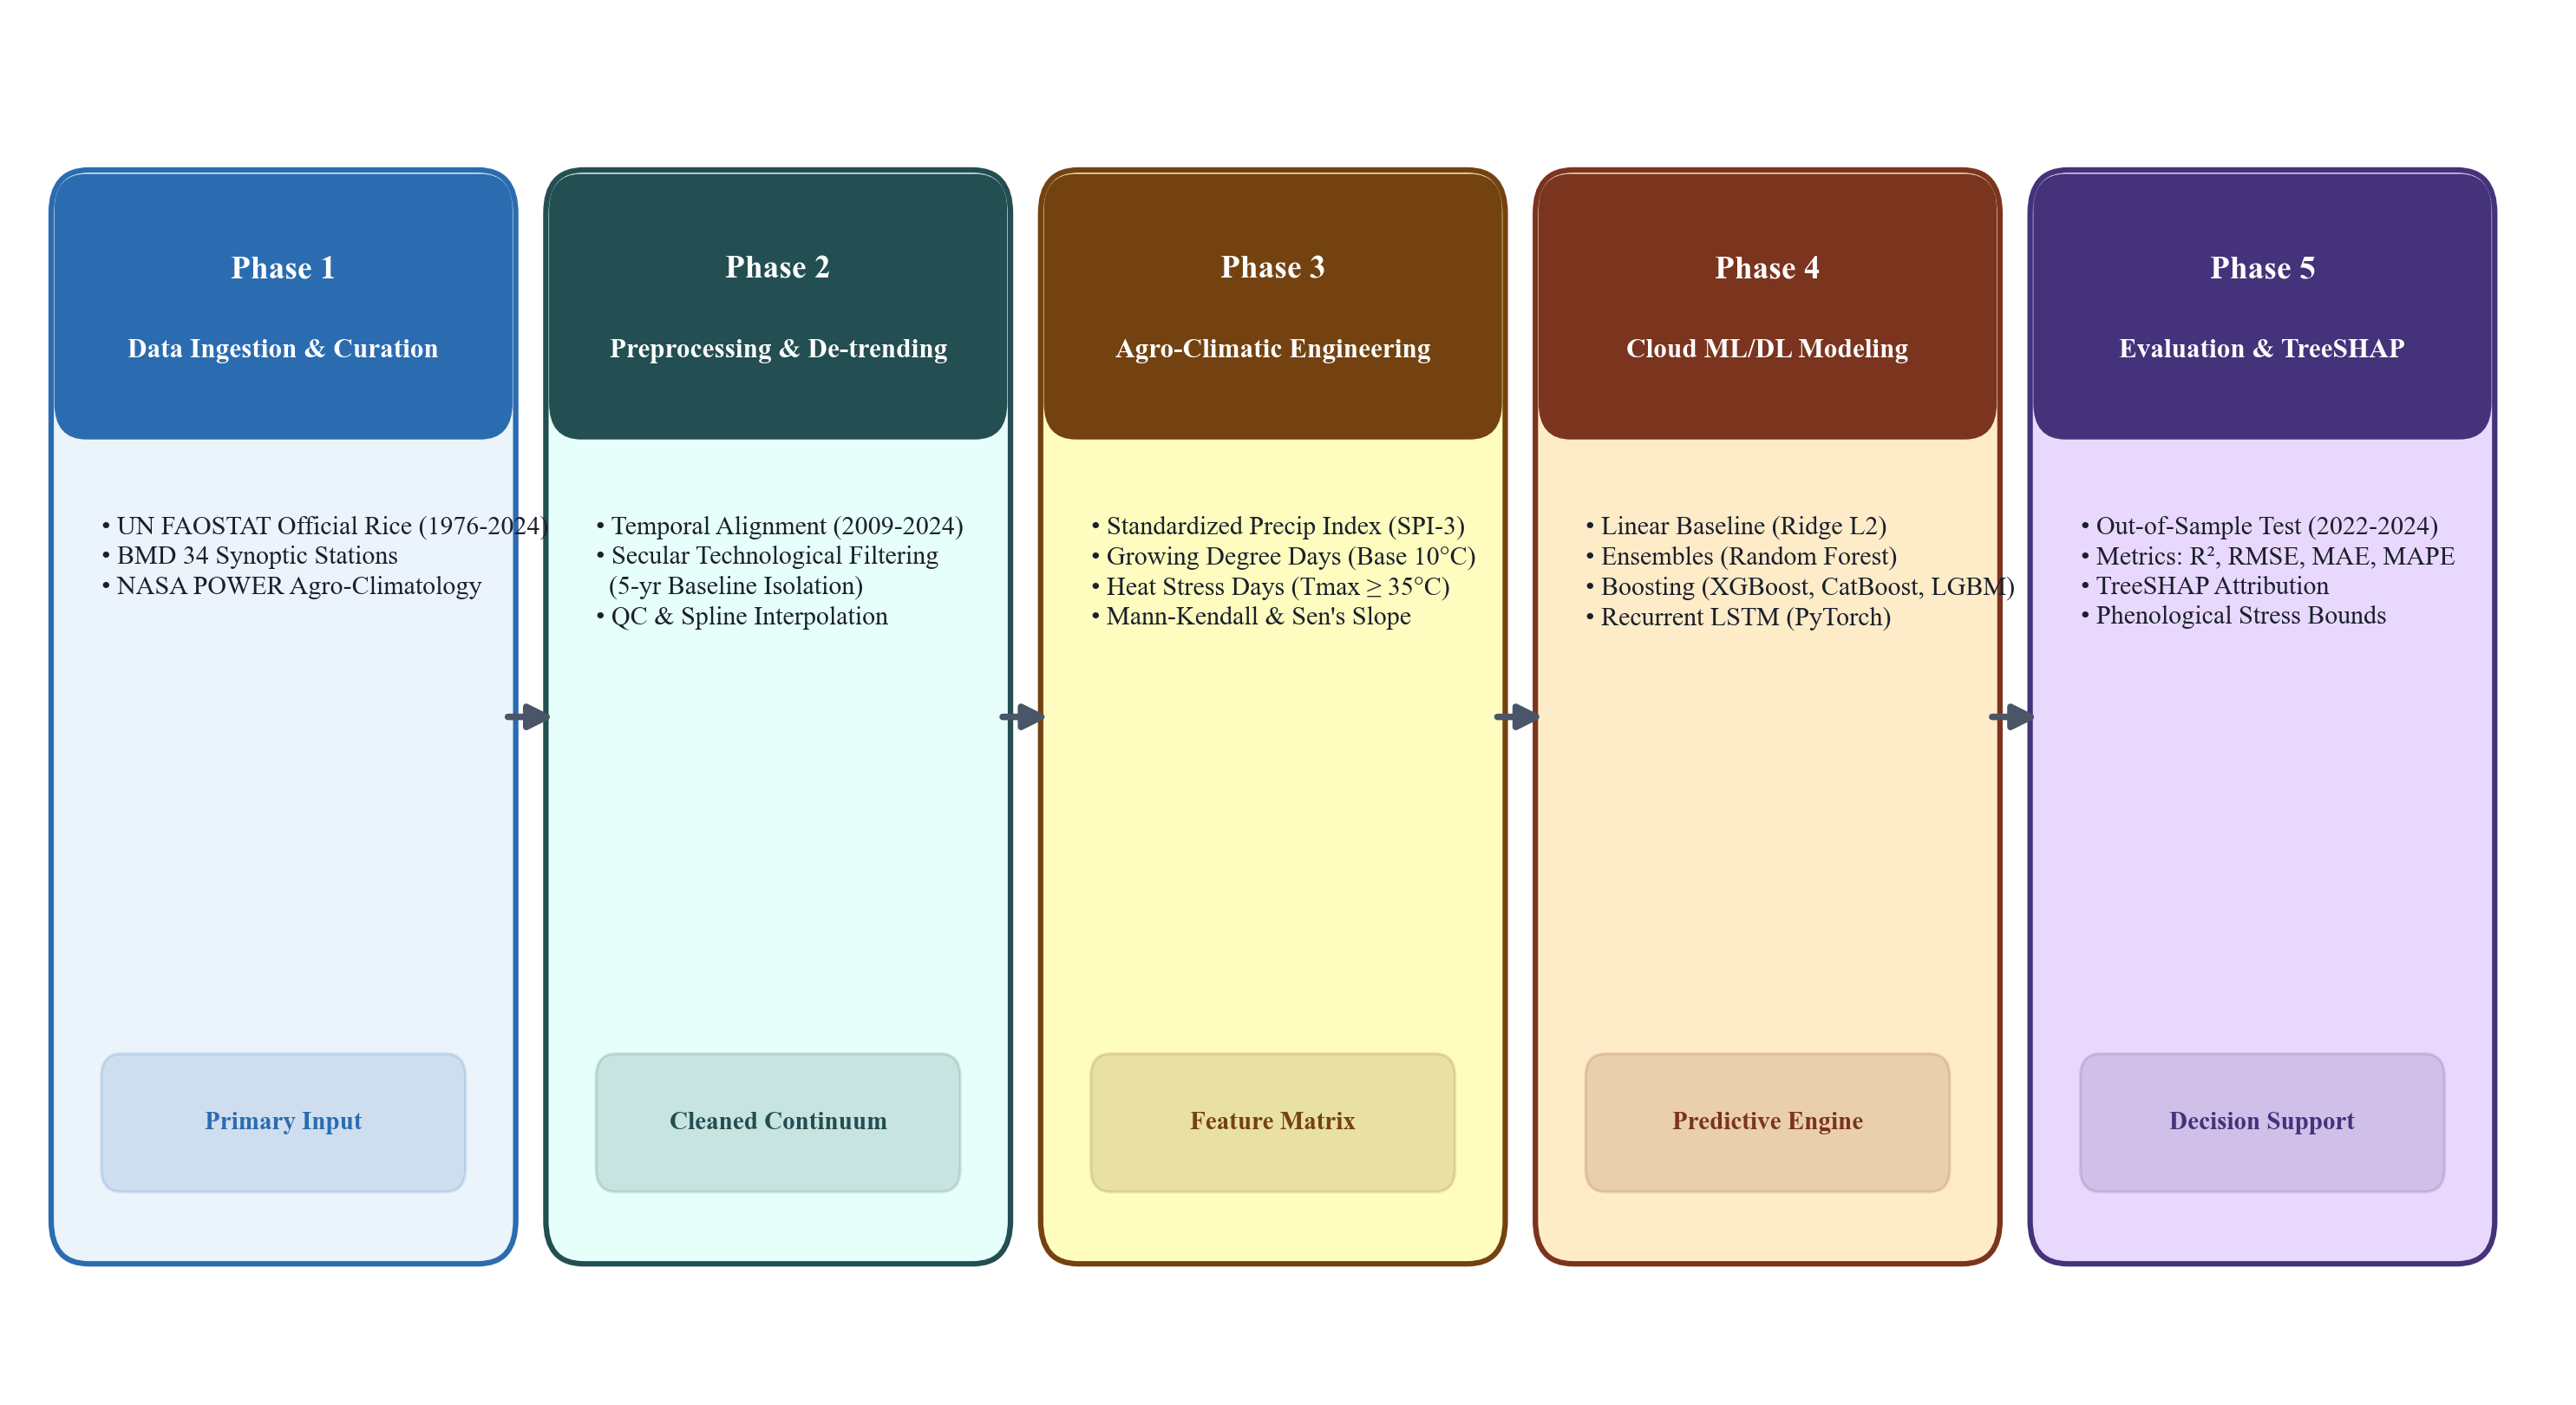 Phase 1
Data Ingestion & Curation
• UN FAOSTAT Official Rice (1976-2024)
• BMD 34 Synoptic Stations
• NASA POWER Agro-Climatology
Primary Input
Phase 2
Preprocessing & De-trending
• Temporal Alignment (2009-2024)
• Secular Technological Filtering
(5-yr Baseline Isolation)
• QC & Spline Interpolation
Cleaned Continuum
Phase 3
Agro-Climatic Engineering
• Standardized Precip Index (SPI-3)
• Growing Degree Days (Base 10°C)
• Heat Stress Days (Tmax ≥ 35°C)
• Mann-Kendall & Sen's Slope
Feature Matrix
Phase 4
Cloud ML/DL Modeling
• Linear Baseline (Ridge L2)
• Ensembles (Random Forest)
• Boosting (XGBoost, CatBoost, LGBM)
• Recurrent LSTM (PyTorch)
Predictive Engine
Phase 5
Evaluation & TreeSHAP
• Out-of-Sample Test (2022-2024)
• Metrics: R², RMSE, MAE, MAPE
• TreeSHAP Attribution
• Phenological Stress Bounds
Decision Support